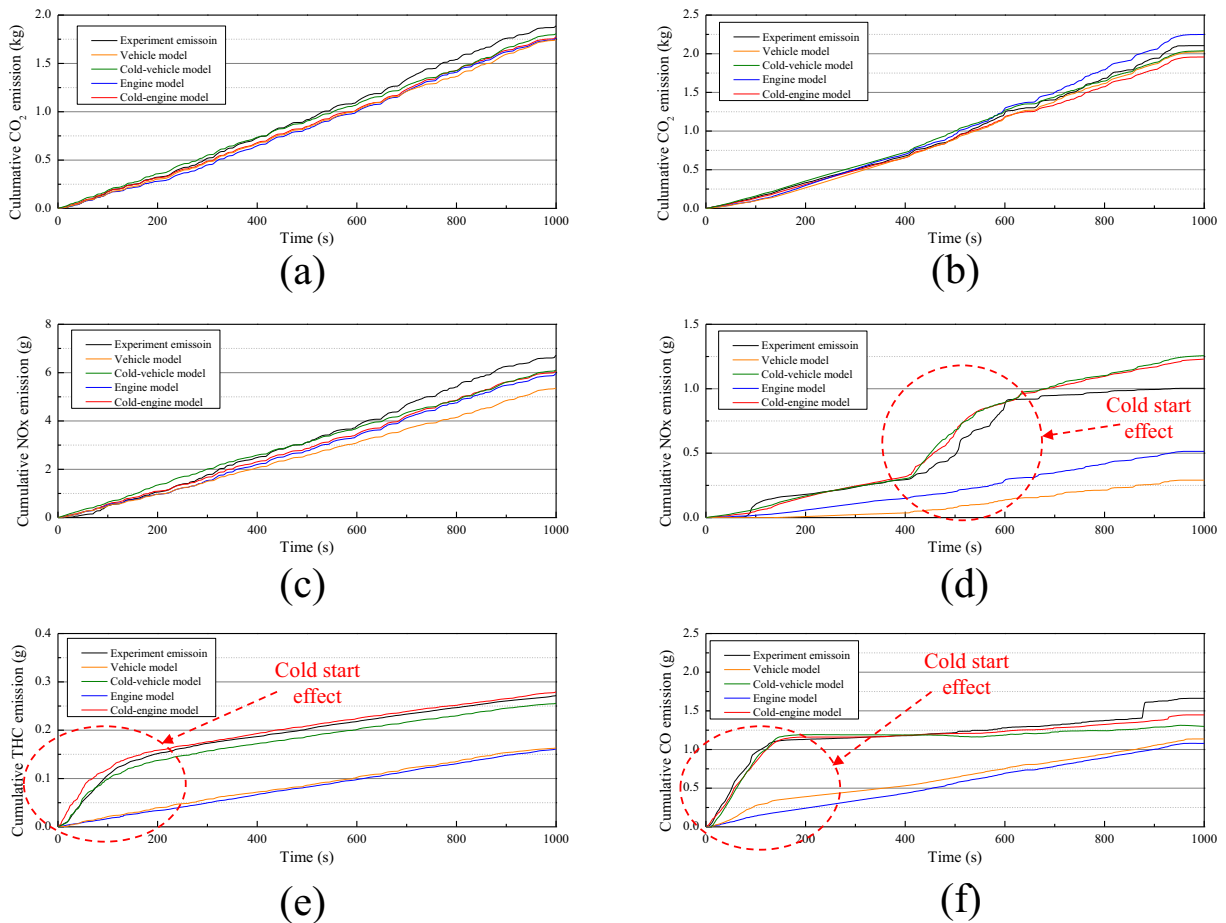 Culumative CO2 emission (kg)
2.0
1.5
1.0
0.5
0.0
Experiment emissoin
Vehicle model
Cold-vehicle model
Engine model
Cold-engine model
0 200 400 600 800 1000
Time (s)
(a)
Cumulative CO2 emission (kg)
2.5
2.0
1.5
1.0
0.5
0.0
Experiment emissoin
Vehicle model
Cold-vehicle model
Engine model
Cold-engine model
0 200 400 600 800 1000
Time (s)
(b)
Cumulative NOx emission (g)
8
6
4
2
0
Experiment emissoin
Vehicle model
Cold-vehicle model
Engine model
Cold-engine model
0 200 400 600 800 1000
Time (s)
(c)
Cumulative NOx emission (g)
1.5
1.0
0.5
0.0
Experiment emissoin
Vehicle model
Cold-vehicle model
Engine model
Cold-engine model
Cold start
effect
0 200 400 600 800 1000
Time (s)
(d)
Cumulative THC emission (g)
0.4
0.3
0.2
0.1
0.0
Experiment emissoin
Vehicle model
Cold-vehicle model
Engine model
Cold-engine model
Cold start
effect
0 200 400 600 800 1000
Time (s)
(e)
Cumulative CO emission (g)
2.5
2.0
1.5
1.0
0.5
0.0
Experiment emissoin
Vehicle model
Cold-vehicle model
Engine model
Cold-engine model
Cold start
effect
0 200 400 600 800 1000
Time (s)
(f)